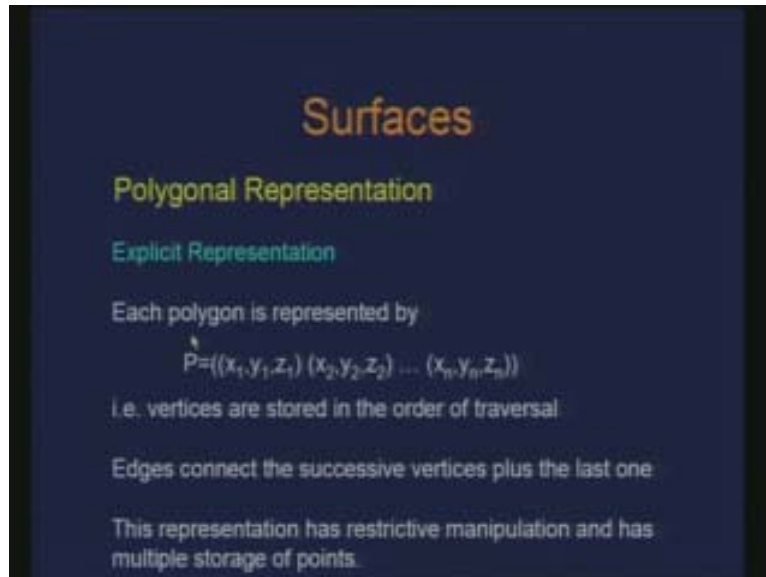 Surfaces
Polygonal Representation
Explicit Representation
Each polygon is represented by
P=((x₁,y₁,z₁) (x₂,y₂,z₂) … (xₙ,yₙ,zₙ))
i.e. vertices are stored in the order of traversal
Edges connect the successive vertices plus the last one
This representation has restrictive manipulation and has
multiple storage of points.